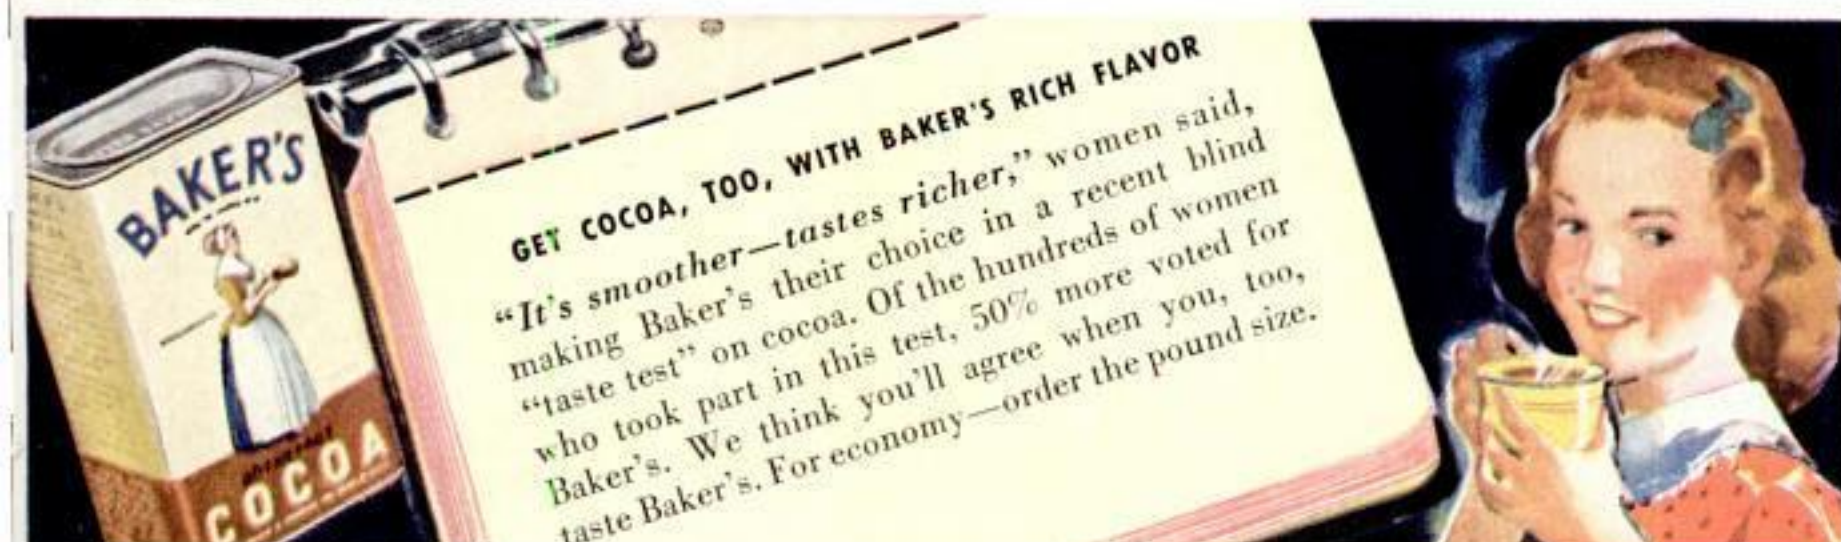 BAKER'S
COCOA
GET COCOA, TOO, WITH BAKER'S RICH FLAVOR
“It's smoother—tastes richer,” women said,
making Baker's their choice in a recent blind
“taste test” on cocoa. Of the hundreds of women
who took part in this test, 50% more voted for
Baker's. We think you'll agree when you, too,
taste Baker's. For economy—order the pound size.